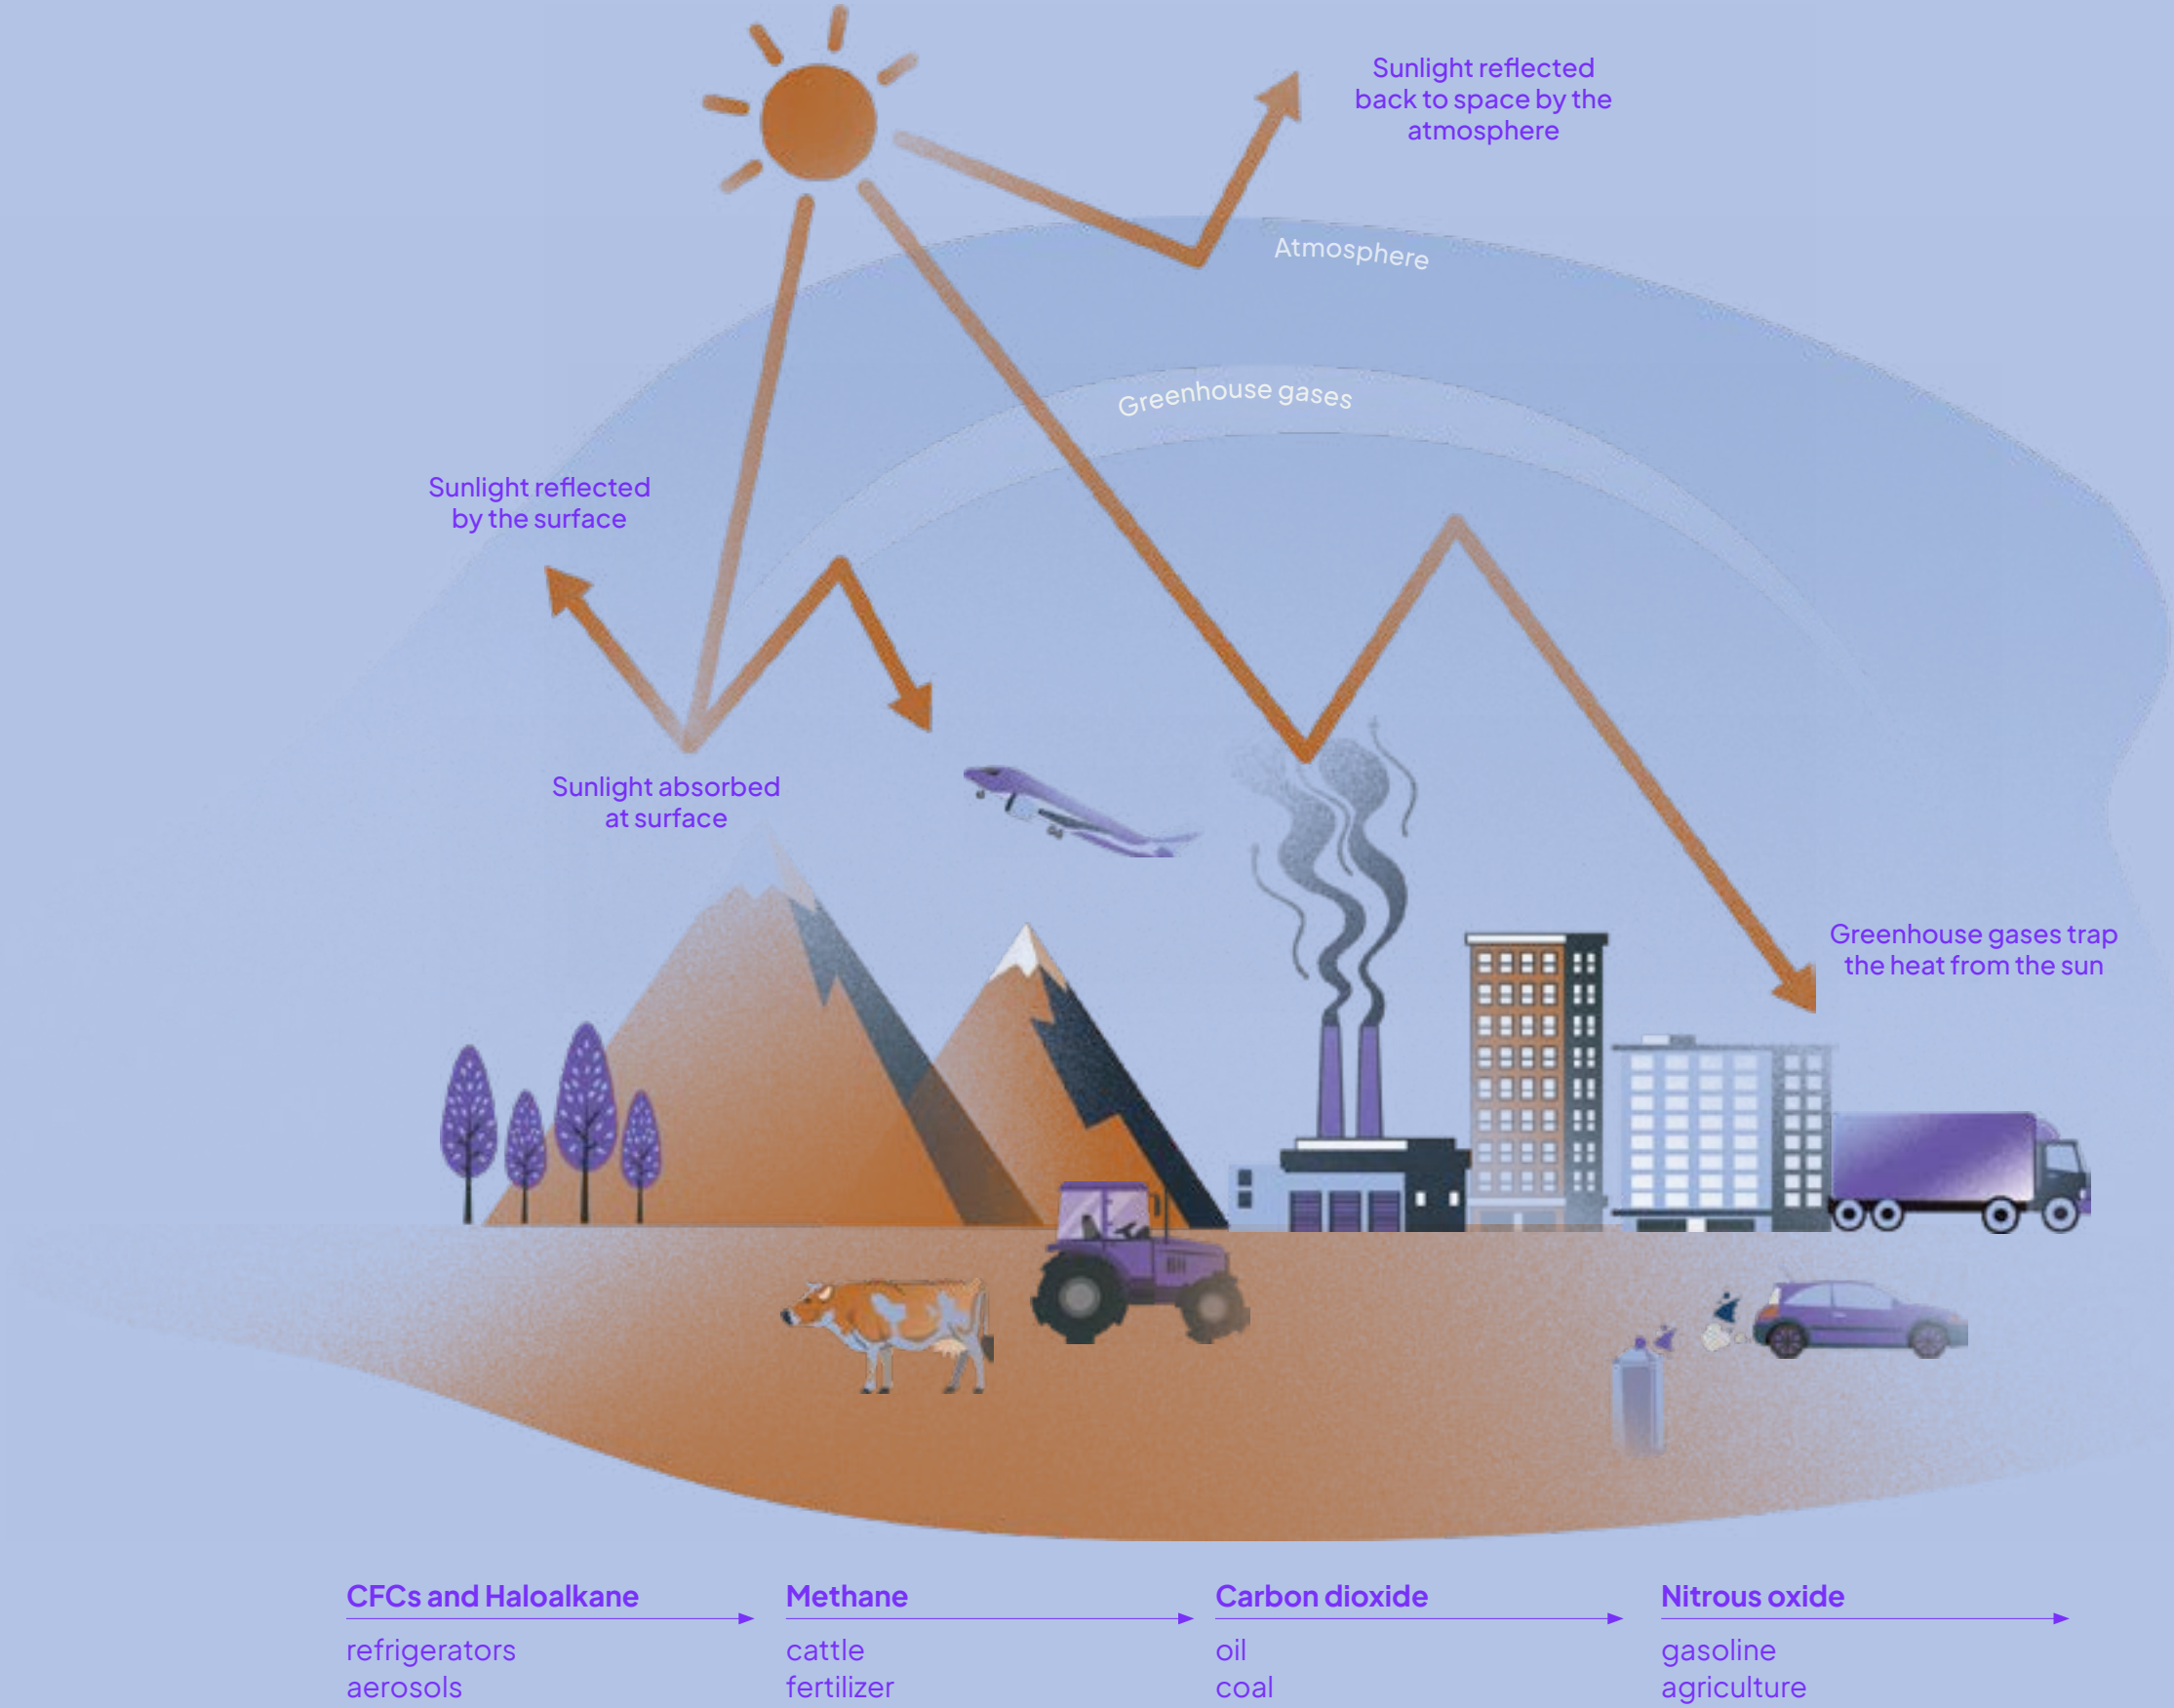 Sunlight reflected
back to space by the
atmosphere
Atmosphere
Greenhouse gases
Sunlight reflected
by the surface
Sunlight absorbed
at surface
Greenhouse gases trap
the heat from the sun
CFCs and Haloalkane
refrigerators
aerosols
Methane
cattle
fertilizer
Carbon dioxide
oil
coal
Nitrous oxide
gasoline
agriculture